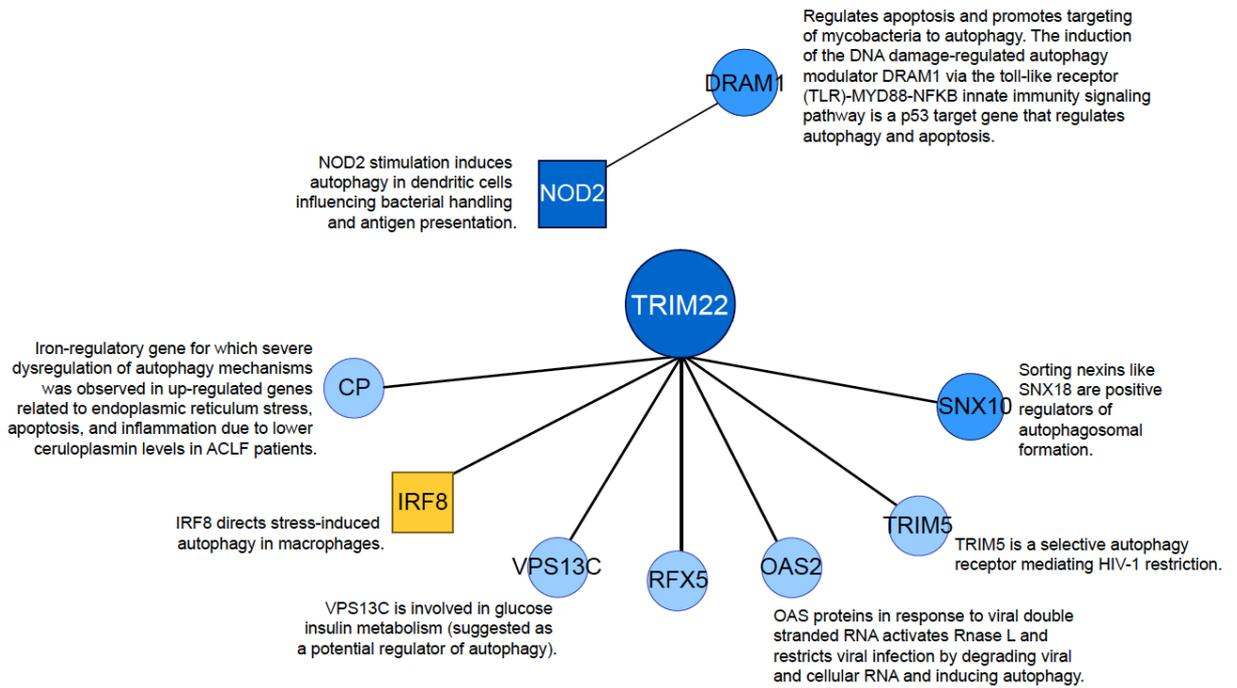 Regulates apoptosis and promotes targeting
of mycobacteria to autophagy. The induction
of the DNA damage-regulated autophagy
modulator DRAM1 via the toll-like receptor
(TLR)-MYD88-NFKB innate immunity signaling
pathway is a p53 target gene that regulates
autophagy and apoptosis.
DRAM1
NOD2 stimulation induces
autophagy in dendritic cells
influencing bacterial handling
and antigen presentation.
NOD2
TRIM22
Iron-regulatory gene for which severe
dysregulation of autophagy mechanisms
was observed in up-regulated genes
related to endoplasmic reticulum stress,
apoptosis, and inflammation due to lower
ceruloplasmin levels in ACLF patients.
CP
SNX10
Sorting nexins like
SNX18 are positive
regulators of
autophagosomal
formation.
IRF8
IRF8 directs stress-induced
autophagy in macrophages.
TRIM5
TRIM5 is a selective autophagy
receptor mediating HIV-1 restriction.
VPS13C
VPS13C is involved in glucose
insulin metabolism (suggested as
a potential regulator of autophagy).
RFX5
OAS2
OAS proteins in response to viral double
stranded RNA activates Rnase L and
restricts viral infection by degrading viral
and cellular RNA and inducing autophagy.